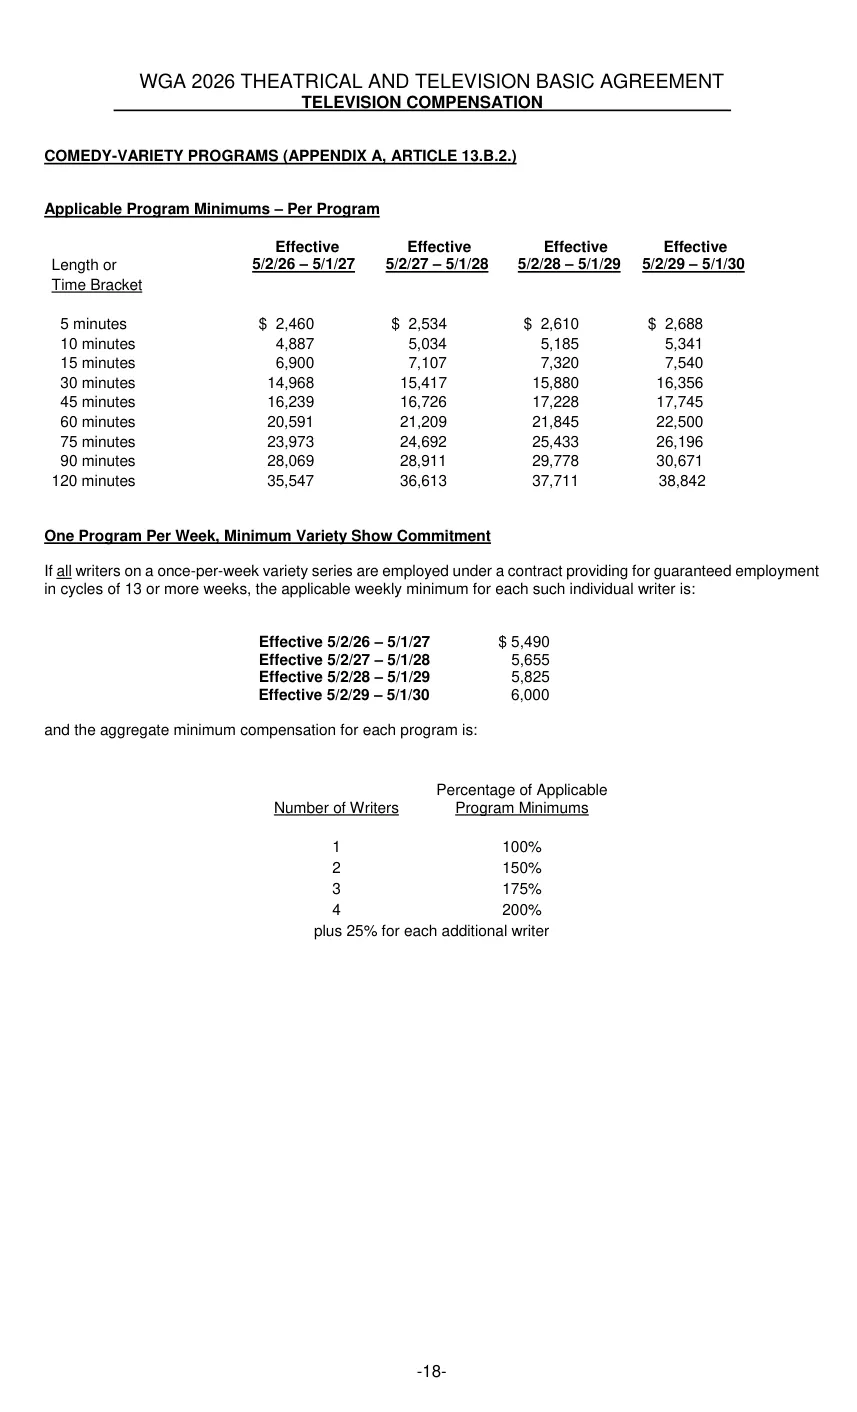 WGA 2026 THEATRICAL AND TELEVISION BASIC AGREEMENT
TELEVISION COMPENSATION
COMEDY-VARIETY PROGRAMS (APPENDIX A, ARTICLE 13.B.2.)
Applicable Program Minimums – Per Program
Effective Effective Effective Effective
Length or 5/2/26 – 5/1/27 5/2/27 – 5/1/28 5/2/28 – 5/1/29 5/2/29 – 5/1/30
Time Bracket
5 minutes $ 2,460 $ 2,534 $ 2,610 $ 2,688
10 minutes 4,887 5,034 5,185 5,341
15 minutes 6,900 7,107 7,320 7,540
30 minutes 14,968 15,417 15,880 16,356
45 minutes 16,239 16,726 17,228 17,745
60 minutes 20,591 21,209 21,845 22,500
75 minutes 23,973 24,692 25,433 26,196
90 minutes 28,069 28,911 29,778 30,671
120 minutes 35,547 36,613 37,711 38,842
One Program Per Week, Minimum Variety Show Commitment
If all writers on a once-per-week variety series are employed under a contract providing for guaranteed employment
in cycles of 13 or more weeks, the applicable weekly minimum for each such individual writer is:
Effective 5/2/26 – 5/1/27 $ 5,490
Effective 5/2/27 – 5/1/28 5,655
Effective 5/2/28 – 5/1/29 5,825
Effective 5/2/29 – 5/1/30 6,000
and the aggregate minimum compensation for each program is:
Percentage of Applicable
Number of Writers Program Minimums
1 100%
2 150%
3 175%
4 200%
plus 25% for each additional writer
-18-